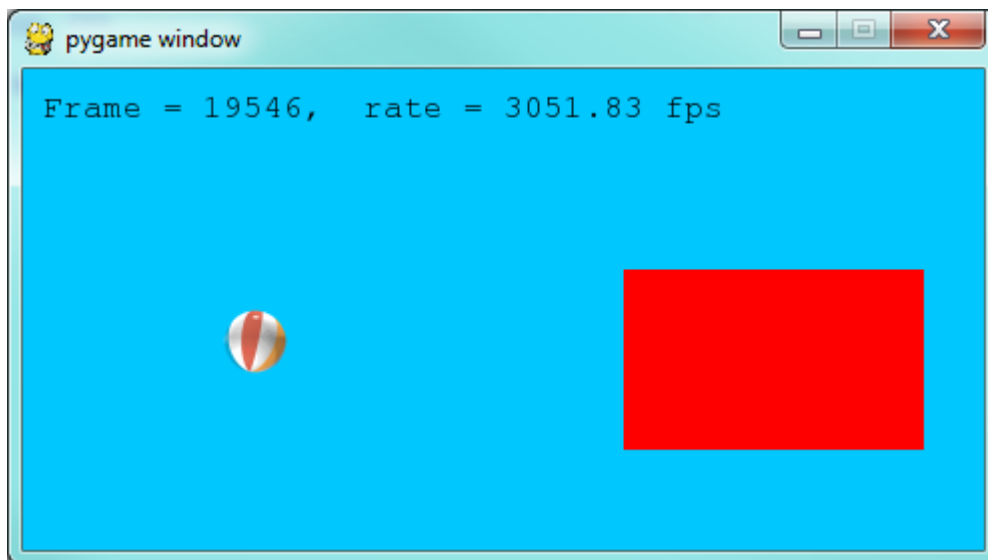 pygame window
Frame = 19546,  rate = 3051.83 fps